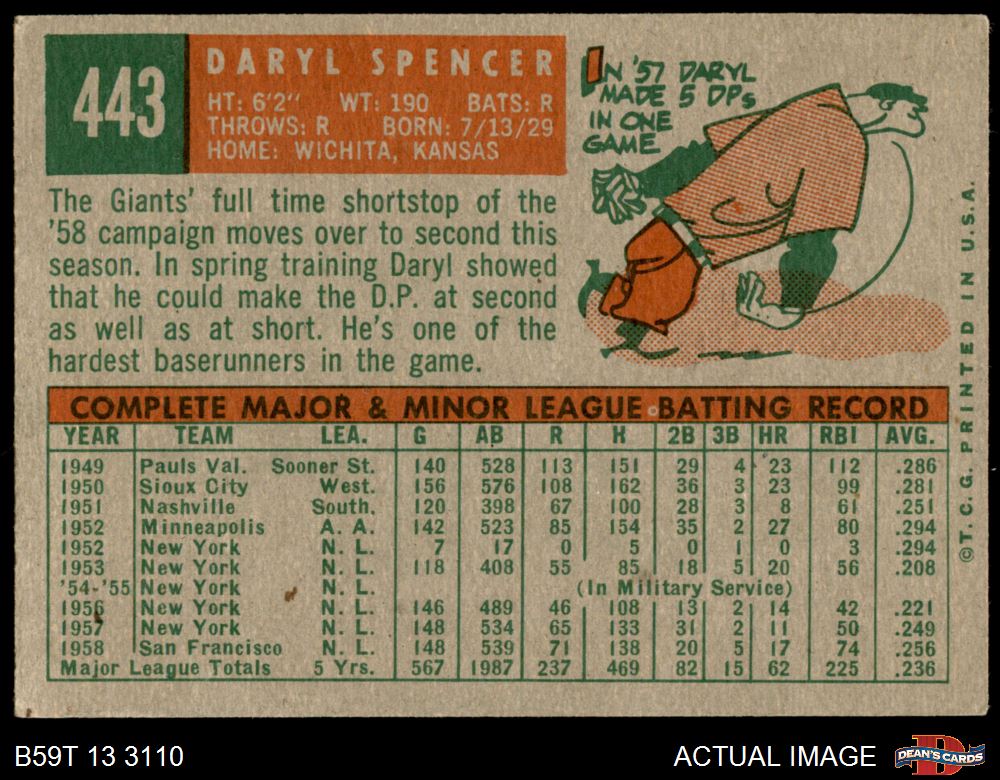 443
DARYL SPENCER
HT: 6'2" WT: 190 BATS: R
THROWS: R BORN: 7/13/29
HOME: WICHITA, KANSAS
IN '57 DARYL
MADE 5 DPs
IN ONE
GAME
The Giants' full time shortstop of the
'58 campaign moves over to second this
season. In spring training Daryl showed
that he could make the D.P. at second
as well as at short. He's one of the
hardest baserunners in the game.
COMPLETE MAJOR & MINOR LEAGUE BATTING RECORD
YEAR TEAM LEA. G AB R H 2B 3B HR RBI AVG.
1949 Pauls Val. Sooner St. 140 528 113 151 29 4 23 112 .286
1950 Sioux City West. 156 576 108 162 36 3 23 99 .281
1951 Nashville South. 120 398 67 100 28 3 8 61 .251
1952 Minneapolis A. A. 142 523 85 154 35 2 27 80 .294
1952 New York N. L. 7 17 0 5 0 1 0 3 .294
1953 New York N. L. 118 408 55 85 18 5 20 56 .208
'54-'55 New York N. L. (In Military Service)
1956 New York N. L. 146 489 46 108 13 2 14 42 .221
1957 New York N. L. 148 534 65 133 31 2 11 50 .249
1958 San Francisco N. L. 148 539 71 138 20 5 17 74 .256
Major League Totals 5 Yrs. 567 1987 237 469 82 15 62 225 .236
©T. C. G. PRINTED IN U.S.A.
B59T 13 3110
ACTUAL IMAGE
DEAN'S CARDS